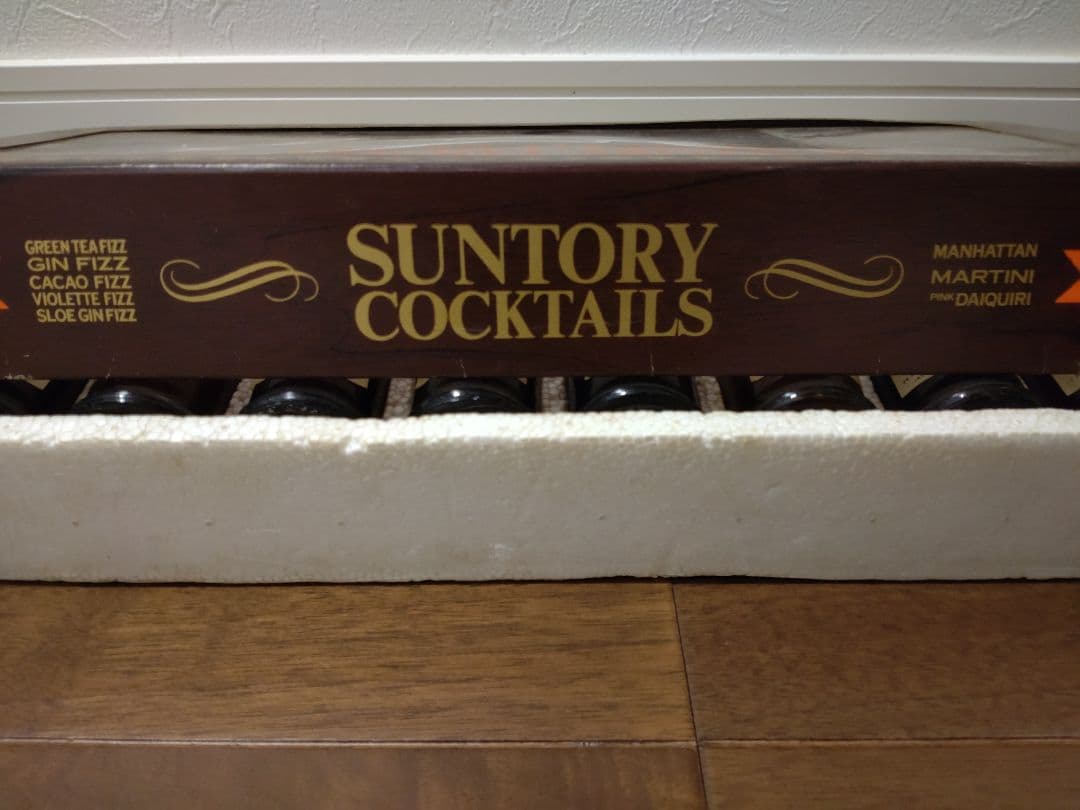 GREEN TEA FIZZ
GIN FIZZ
CACAO FIZZ
VIOLETTE FIZZ
SLOE GIN FIZZ
SUNTORY
COCKTAILS
MANHATTAN
MARTINI
PINK DAIQUIRI